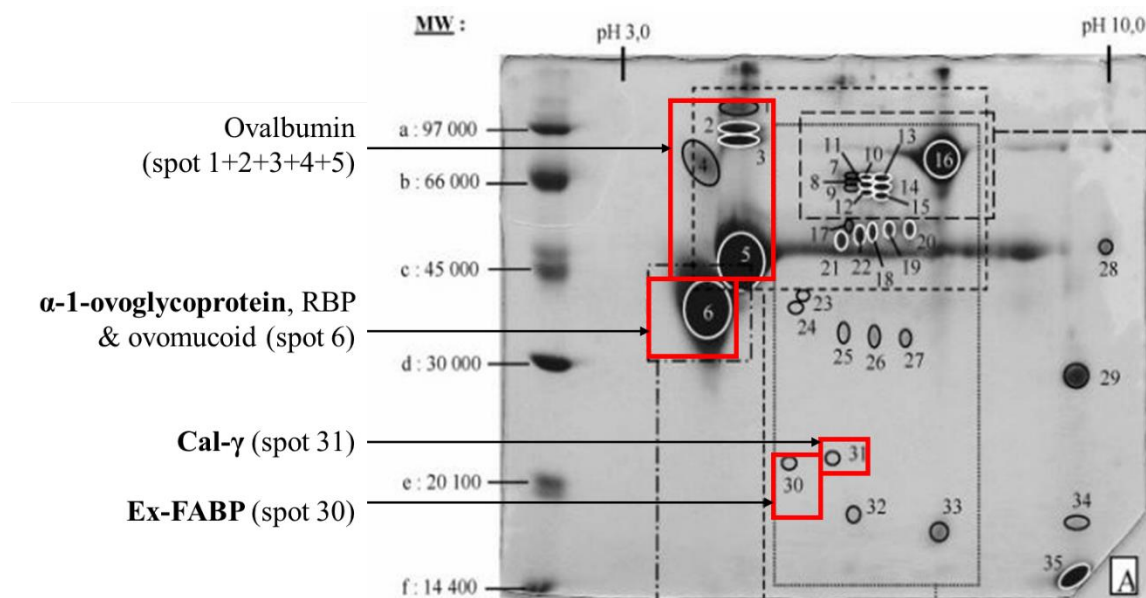 MW :
pH 3,0
pH 10,0
Ovalbumin
(spot 1+2+3+4+5)
α-1-ovoglycoprotein, RBP
& ovomucoid (spot 6)
Cal-γ (spot 31)
Ex-FABP (spot 30)
a : 97 000
b : 66 000
c : 45 000
d : 30 000
e : 20 100
f : 14 400
1
2
3
4
5
6
7
8
9
10
11
12
13
14
15
16
17
18
19
20
21
22
23
24
25
26
27
28
29
30
31
32
33
34
35
A